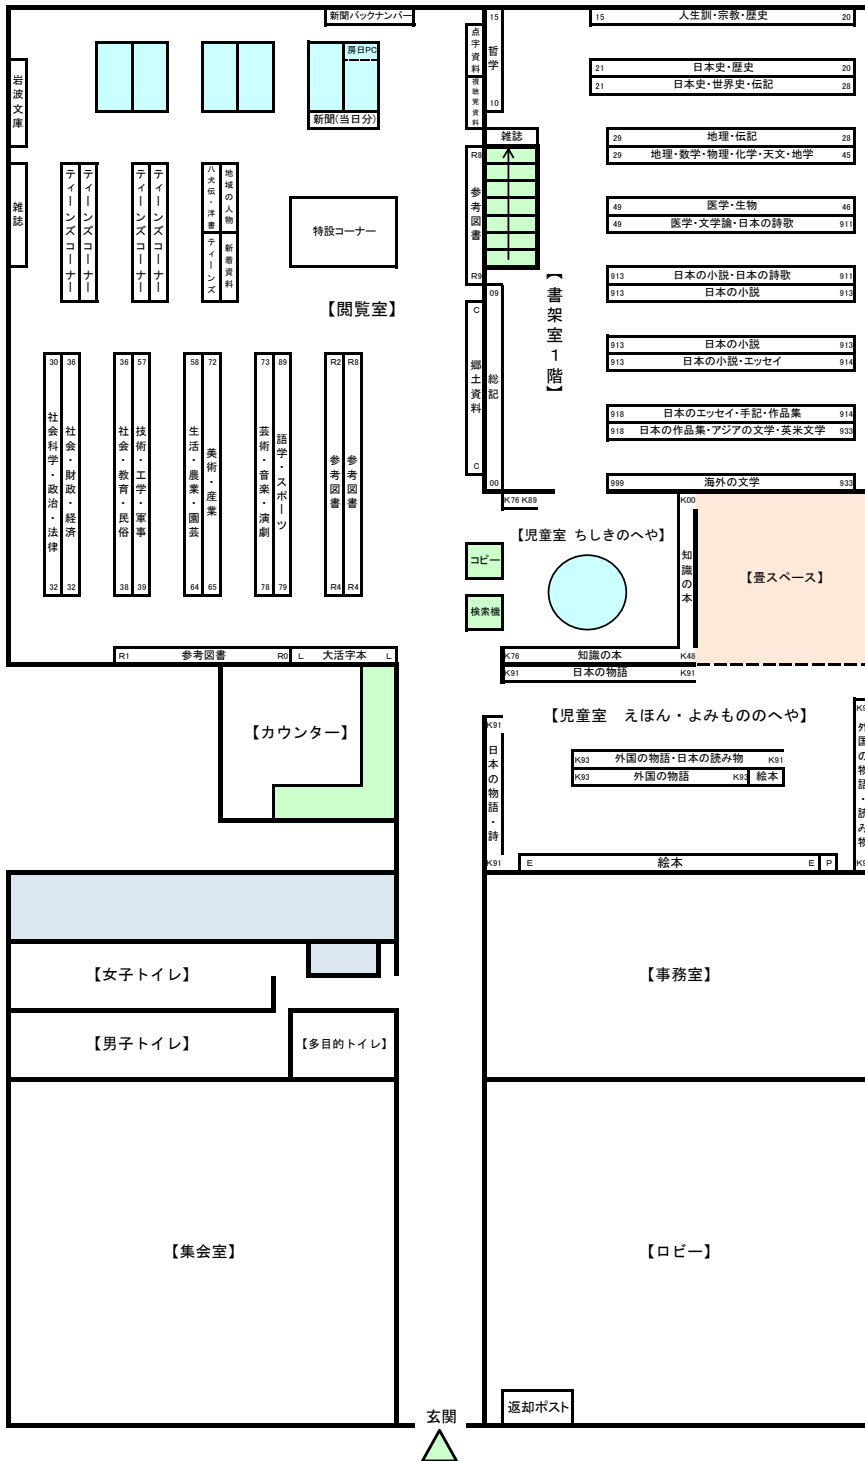 新聞バックナンバー
房日PC
新聞(当日分)
岩波文庫
雑誌
ティーンズコーナー
ティーンズコーナー
ティーンズコーナー
ティーンズコーナー
八犬伝・洋書
地域の人物
ティーンズ
新着資料
特設コーナー
【閲覧室】
点字資料
視聴覚資料
15
哲学
10
雑誌
R8
参考図書
R9
C
郷土資料
C
09
総記
00
【書架室1階】
15 人生訓・宗教・歴史 20
21 日本史・歴史 20
21 日本史・世界史・伝記 28
29 地理・伝記 28
29 地理・数学・物理・化学・天文・地学 45
49 医学・生物 46
49 医学・文学論・日本の詩歌 911
913 日本の小説・日本の詩歌 911
913 日本の小説 913
913 日本の小説 913
913 日本の小説・エッセイ 914
918 日本のエッセイ・手記・作品集 914
918 日本の作品集・アジアの文学・英米文学 933
999 海外の文学 933
30 社会科学・政治・法律 32
36 社会・財政・経済 32
36 社会・教育・民俗 38
57 技術・工学・軍事 39
58 生活・農業・園芸 64
72 美術・産業 65
73 芸術・音楽・演劇 78
89 語学・スポーツ 79
R2 参考図書 R4
R8 参考図書 R4
R1 参考図書 R0
L 大活字本 L
K76 K89
【児童室 ちしきのへや】
K00
知識の本
コピー
検索機
【畳スペース】
K76 知識の本 K48
K91 日本の物語 K91
【カウンター】
【児童室 えほん・よみもののへや】
K91
日本の物語・詩
K91
K93 外国の物語・日本の読み物 K91
K93 外国の物語 K93 絵本
外国の物語・読み物
E 絵本 E P
【女子トイレ】
【男子トイレ】
【多目的トイレ】
【事務室】
【集会室】
【ロビー】
返却ポスト
玄関